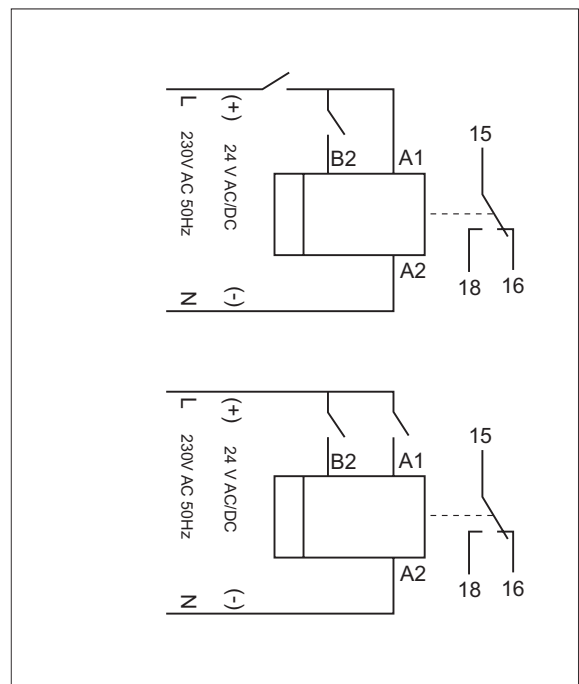 L (+)
230V AC 50Hz
24 V AC/DC
B2 A1
15
A2
18 16
N (-)
L (+)
230V AC 50Hz
24 V AC/DC
B2 A1
15
A2
18 16
N (-)